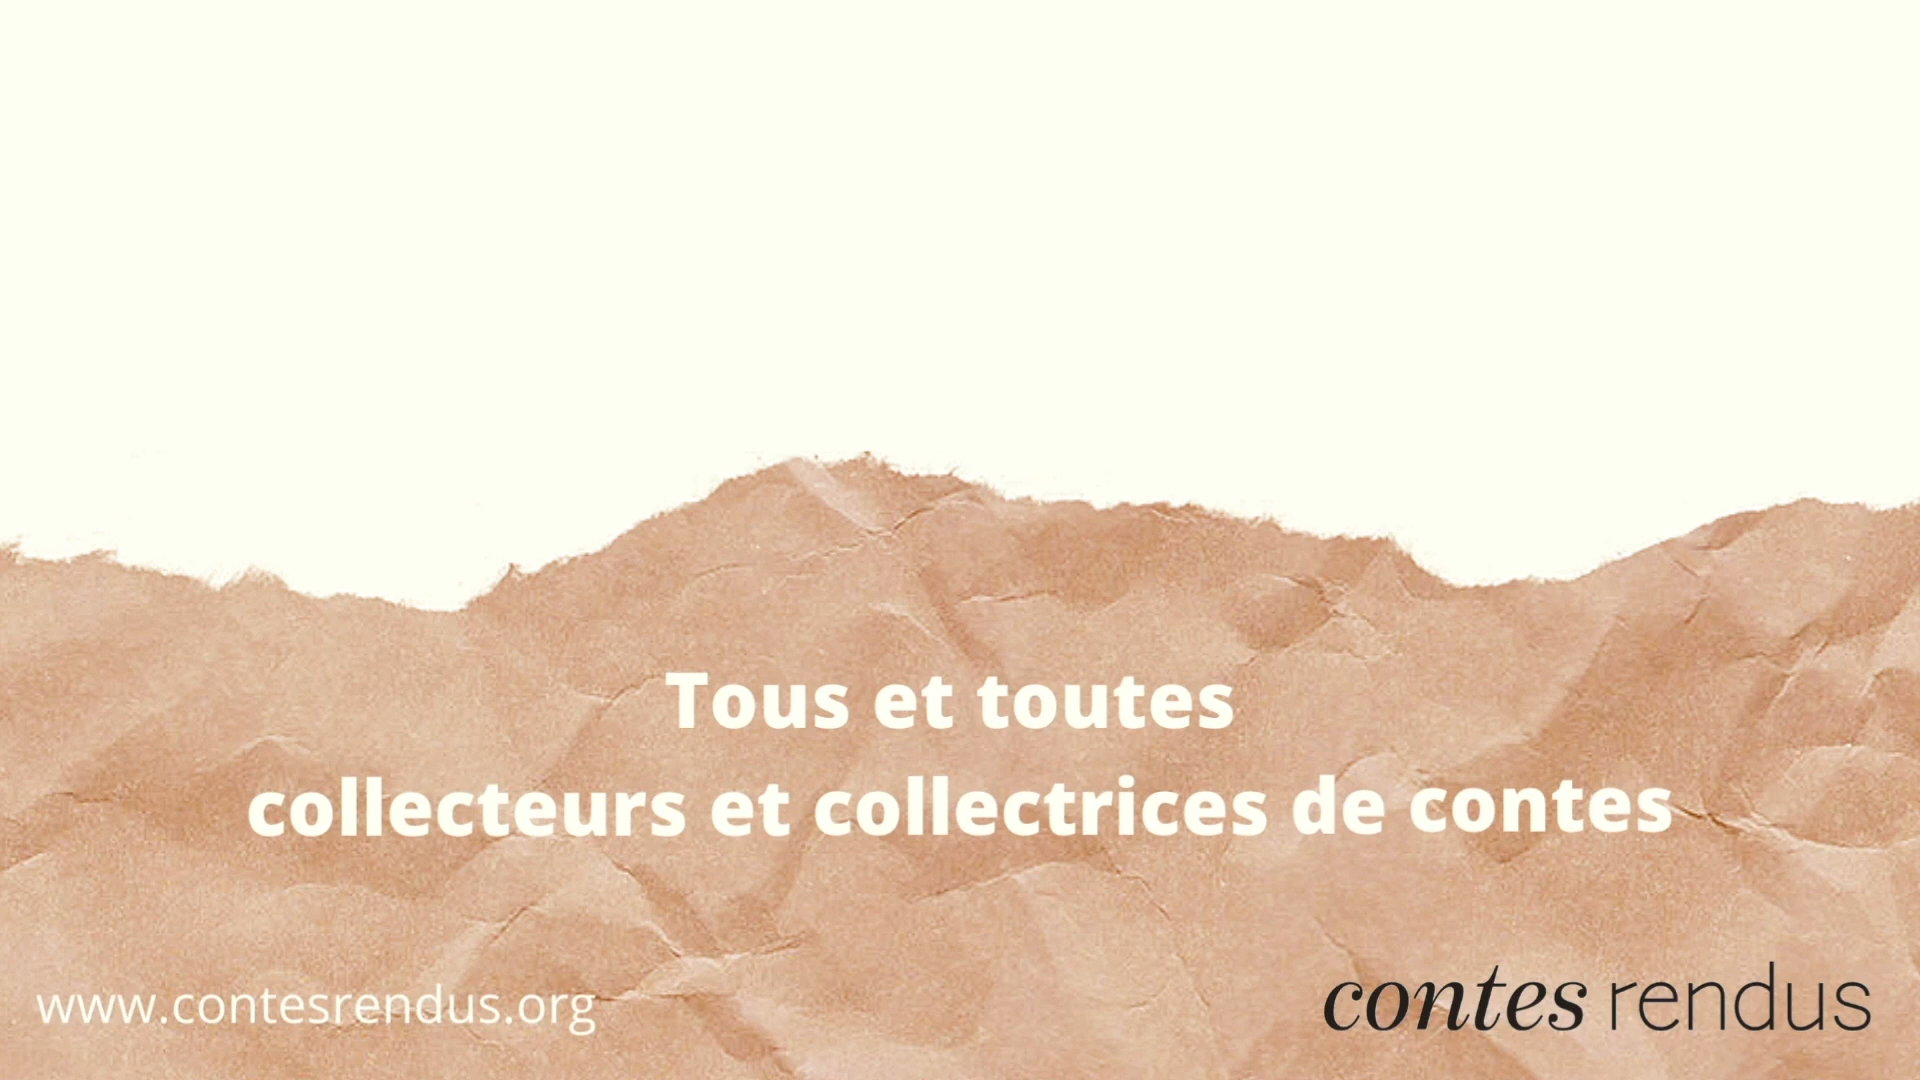 Tous et toutes
collecteurs et collectrices de contes
www.contesrendus.org
contes rendus